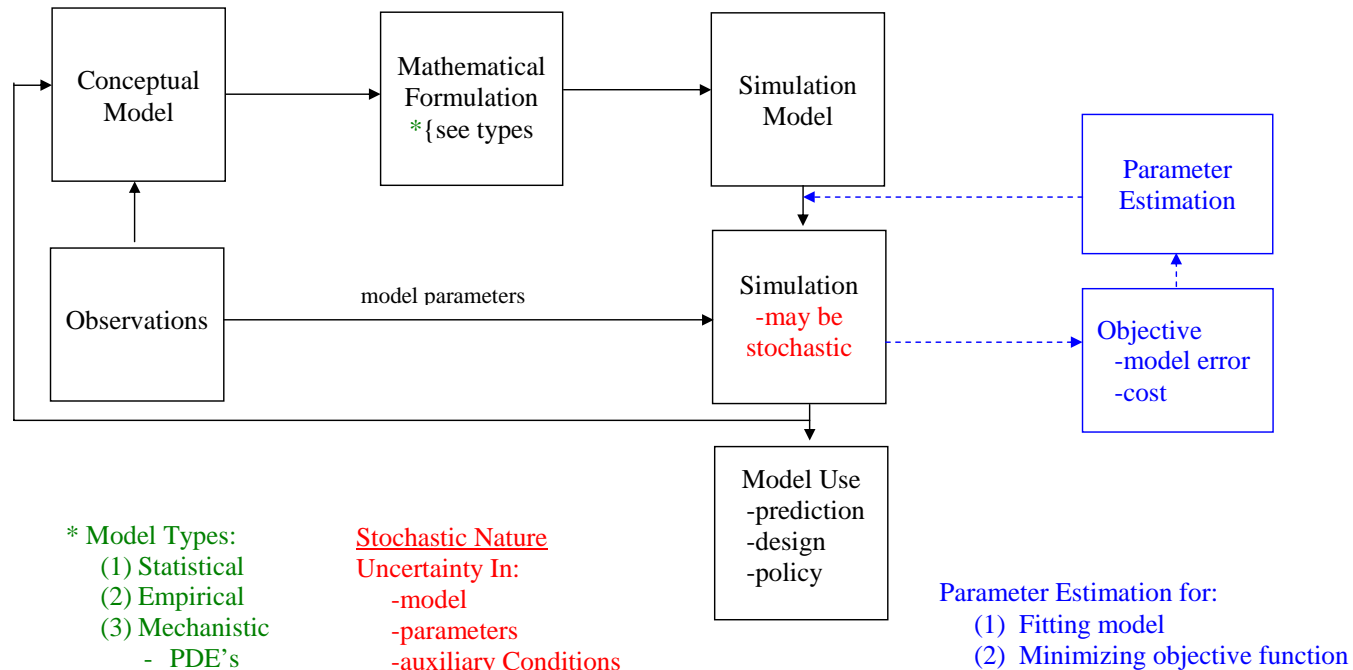 Conceptual
Model
Mathematical
Formulation
*{see types
Simulation
Model
Parameter
Estimation
Observations
model parameters
Simulation
-may be
stochastic
Objective
-model error
-cost
Model Use
-prediction
-design
-policy
* Model Types:
(1) Statistical
(2) Empirical
(3) Mechanistic
- PDE's
Stochastic Nature
Uncertainty In:
-model
-parameters
-auxiliary Conditions
Parameter Estimation for:
(1) Fitting model
(2) Minimizing objective function